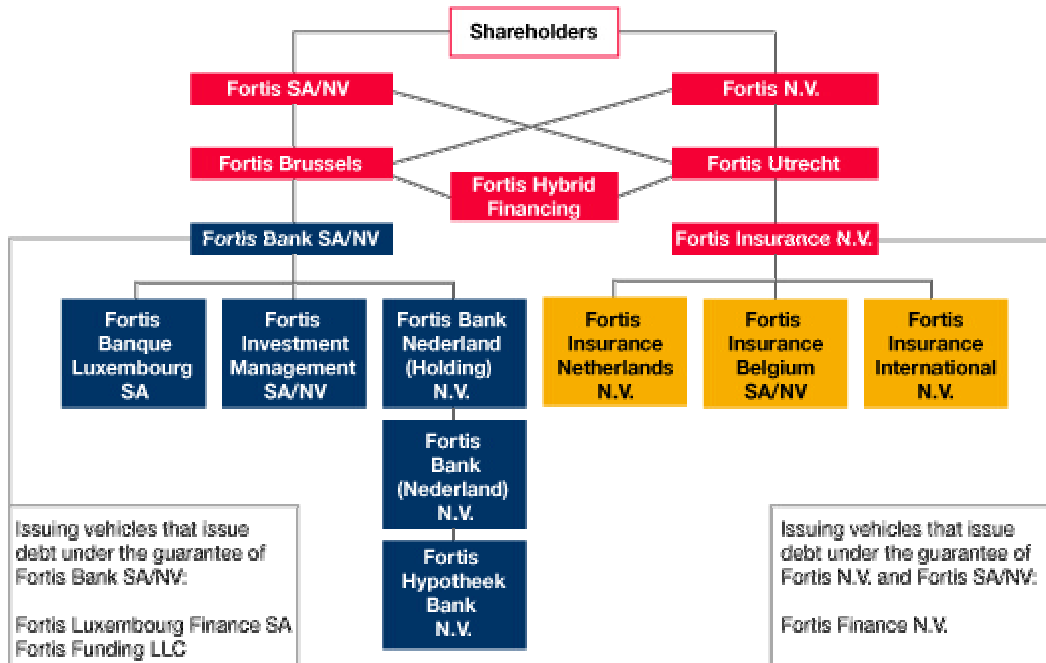 Shareholders
Fortis SA/NV
Fortis N.V.
Fortis Brussels
Fortis Utrecht
Fortis Hybrid
Financing
Fortis Bank SA/NV
Fortis Insurance N.V.
Fortis
Banque
Luxembourg
SA
Fortis
Investment
Management
SA/NV
Fortis Bank
Nederland
(Holding)
N.V.
Fortis
Insurance
Netherlands
N.V.
Fortis
Insurance
Belgium
SA/NV
Fortis
Insurance
International
N.V.
Fortis
Bank
(Nederland)
N.V.
Fortis
Hypotheek
Bank
N.V.
Issuing vehicles that issue
debt under the guarantee of
Fortis Bank SA/NV:
Fortis Luxembourg Finance SA
Fortis Funding LLC
Issuing vehicles that issue
debt under the guarantee of
Fortis N.V. and Fortis SA/NV:
Fortis Finance N.V.